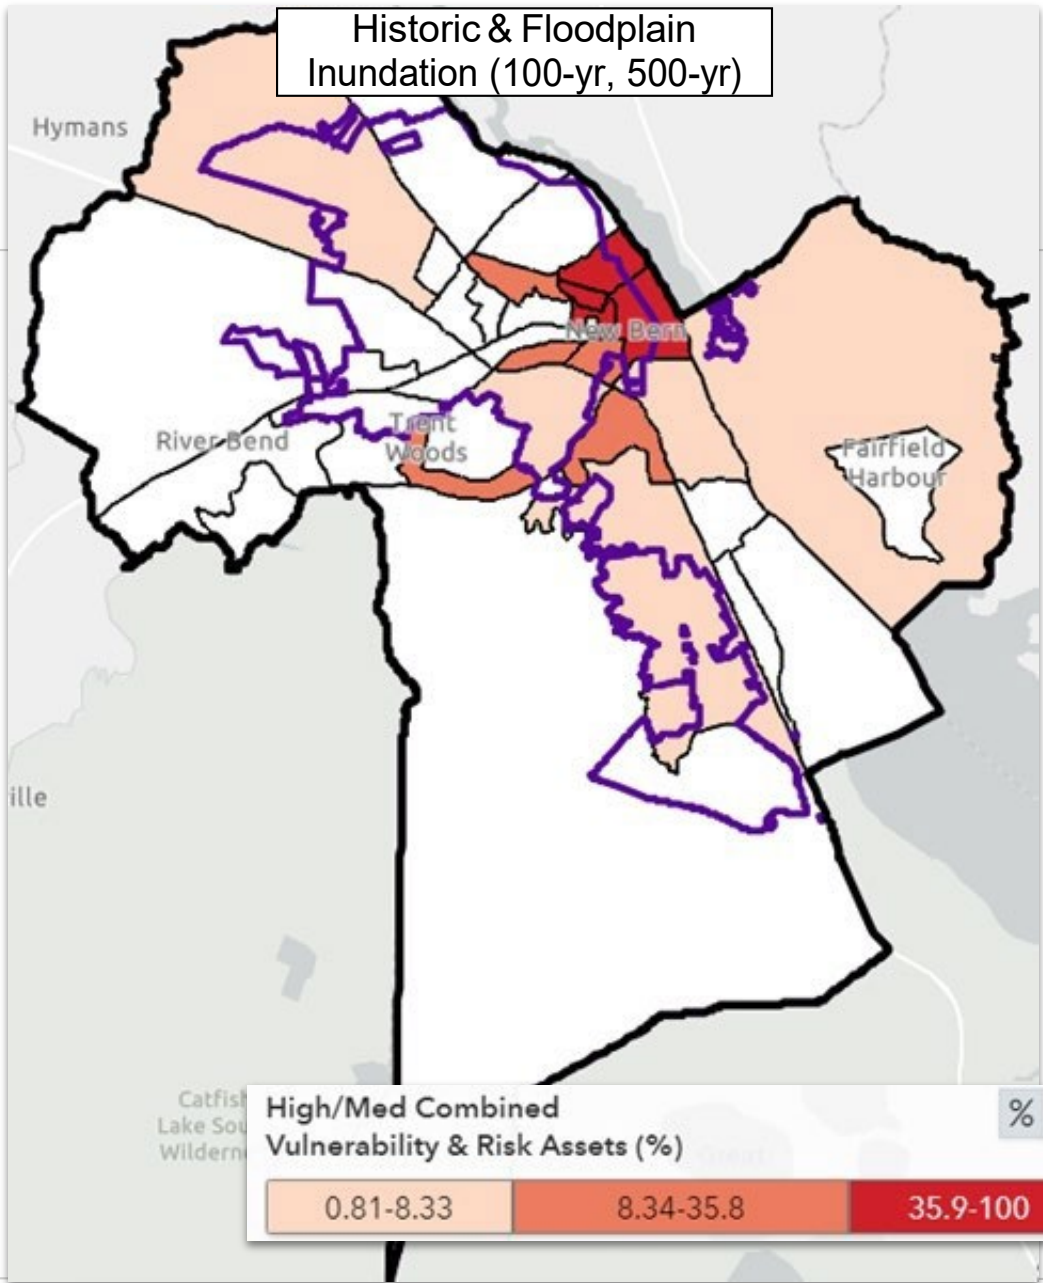 Historic & Floodplain
Inundation (100-yr, 500-yr)
Hymans
New Bern
Trent
Woods
River Bend
Fairfield
Harbour
ille
Catfish
Lake Sou
Wilderne
High/Med Combined
Vulnerability & Risk Assets (%)
%
0.81-8.33
8.34-35.8
35.9-100